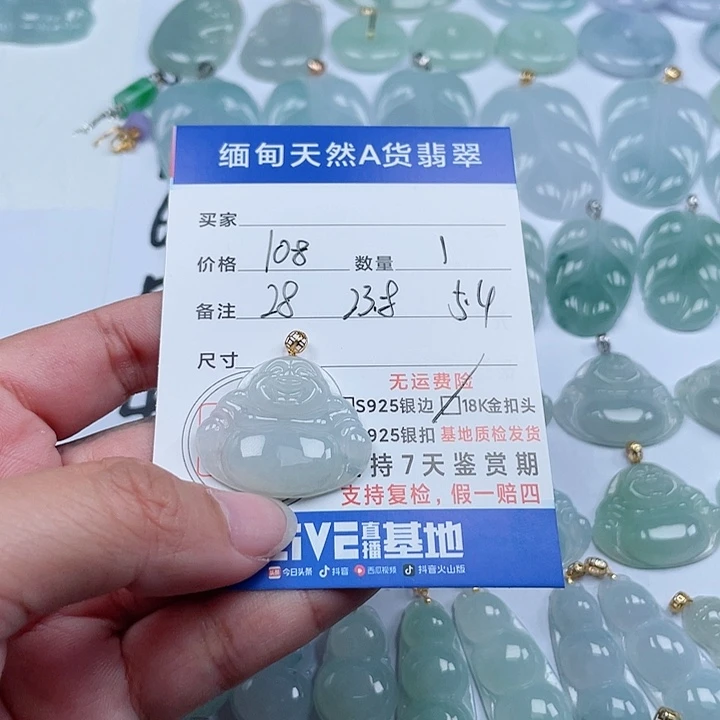 缅甸天然A货翡翠
买家
价格 108 数量 1
备注 28 23.8 5.4
尺寸
无运费险
S925银边 18K金扣头
925银扣 基地质检发货
持7天鉴赏期
支持复检，假一赔四
LiVE 直播 基地
头条 今日头条 抖音 西瓜视频 抖音火山版